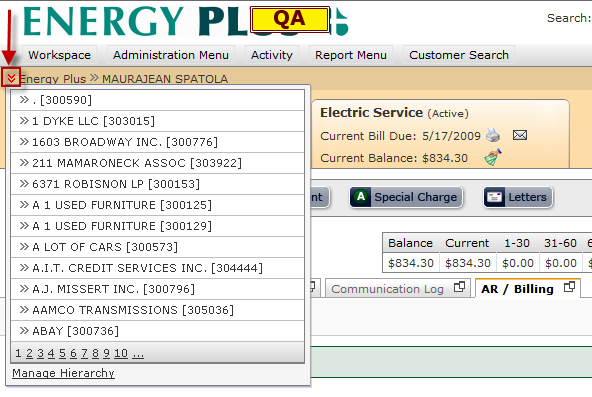 ENERGY PLUS
QA
Search:
Workspace Administration Menu Activity Report Menu Customer Search
Energy Plus » MAURAJEAN SPATOLA
» . [300590]
» 1 DYKE LLC [303015]
» 1603 BROADWAY INC. [300776]
» 211 MAMARONECK ASSOC [303922]
» 6371 ROBISNON LP [300153]
» A 1 USED FURNITURE [300125]
» A 1 USED FURNITURE [300129]
» A LOT OF CARS [300573]
» A.I.T. CREDIT SERVICES INC. [304444]
» A.J. MISSERT INC. [300796]
» AAMCO TRANSMISSIONS [305036]
» ABAY [300736]
1 2 3 4 5 6 7 8 9 10 ...
Manage Hierarchy
Electric Service (Active)
Current Bill Due: 5/17/2009
Current Balance: $834.30
nt A Special Charge Letters
Balance Current 1-30 31-60 6
$834.30 $834.30 $0.00 $0.00 $
Communication Log AR / Billing